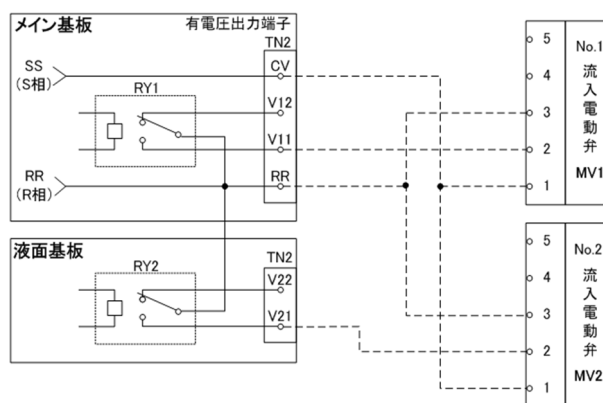 メイン基板
有電圧出力端子
TN2
SS
(S相)
CV
RY1
V12
V11
RR
(R相)
RR
液面基板
TN2
RY2
V22
V21
5
4
3
2
1
No.1
流入電動弁
MV1
5
4
3
2
1
No.2
流入電動弁
MV2